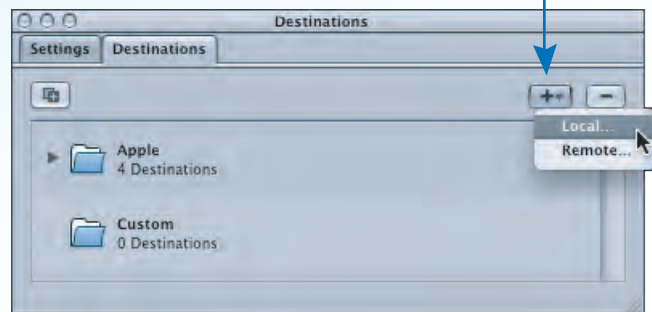 Destinations
Settings Destinations
Local...
Remote...
Apple
4 Destinations
Custom
0 Destinations